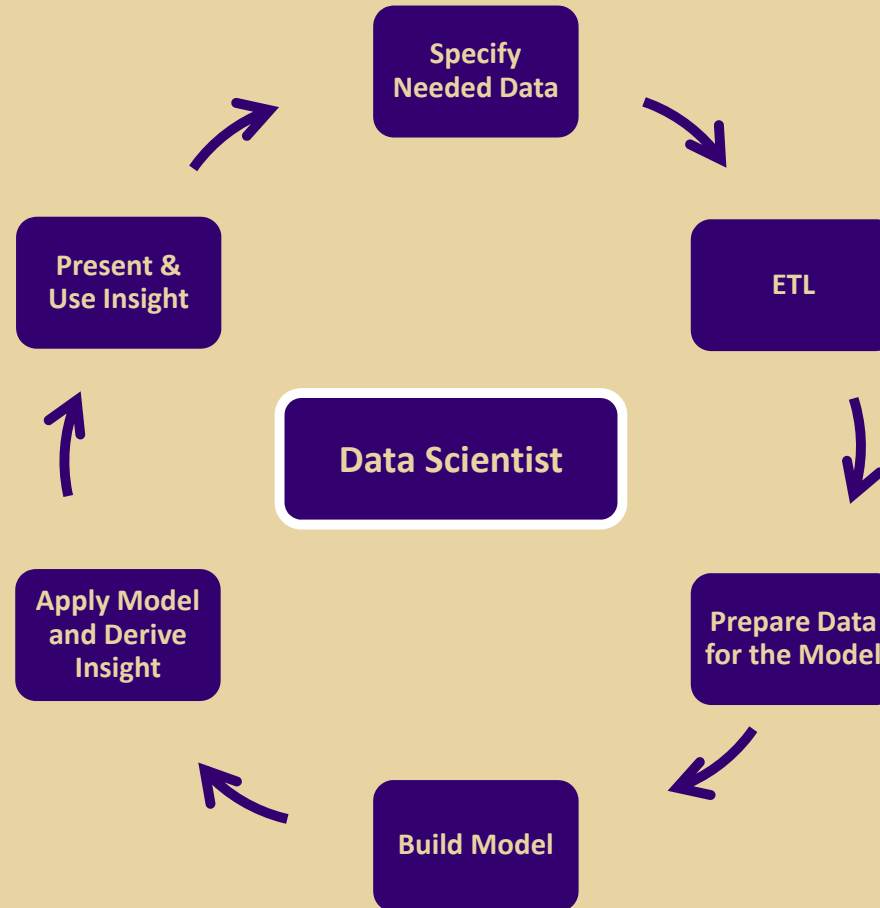 Specify
Needed Data
Present &
Use Insight
ETL
Data Scientist
Apply Model
and Derive
Insight
Prepare Data
for the Model
Build Model